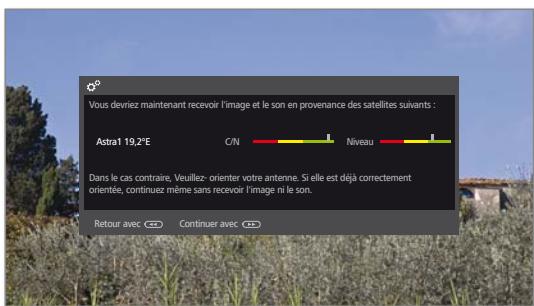 Vous devriez maintenant recevoir l'image et le son en provenance des satellites suivants :
Astra1 19,2°E C/N Niveau
Dans le cas contraire, Veuillez- orienter votre antenne. Si elle est déjà correctement
orientée, continuez même sans recevoir l'image ni le son.
Retour avec Continuer avec